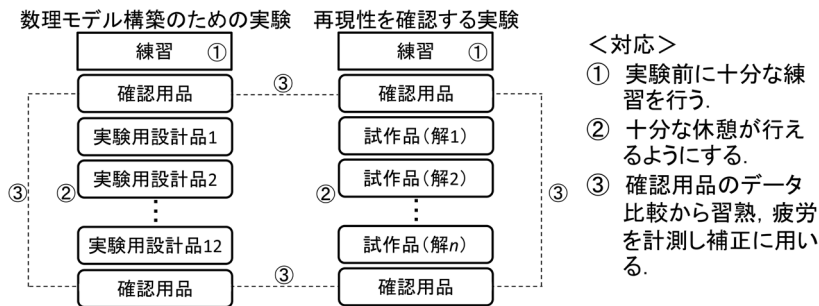 数理モデル構築のための実験
練習 ①
確認用品
実験用設計品1
実験用設計品2
⋮
実験用設計品12
確認用品
③
②
再現性を確認する実験
練習 ①
確認用品
試作品(解1)
試作品(解2)
⋮
試作品(解n)
確認用品
②
③
③
③
<対応>
① 実験前に十分な練
習を行う.
② 十分な休憩が行え
るようにする.
③ 確認用品のデータ
比較から習熟,疲労
を計測し補正に用い
る.